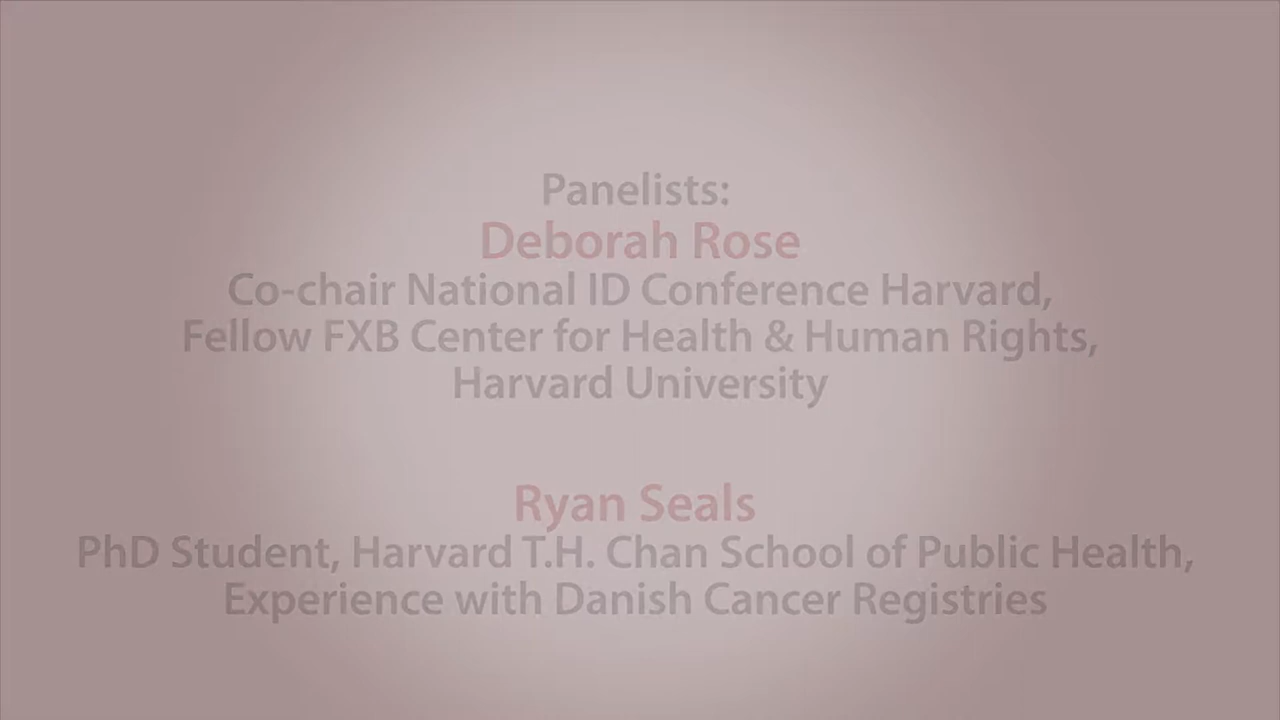 Panelists:
Deborah Rose
Co-chair National ID Conference Harvard,
Fellow FXB Center for Health & Human Rights,
Harvard University
Ryan Seals
PhD Student, Harvard T.H. Chan School of Public Health,
Experience with Danish Cancer Registries